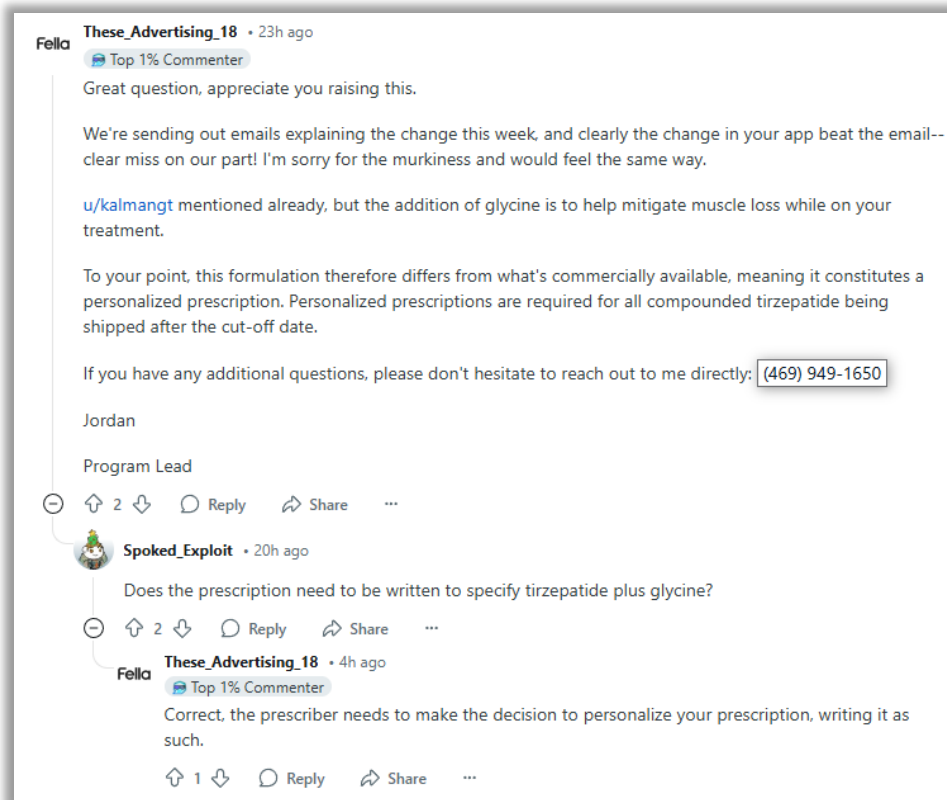 Fella
These_Advertising_18 • 23h ago
Top 1% Commenter
Great question, appreciate you raising this.
We're sending out emails explaining the change this week, and clearly the change in your app beat the email--
clear miss on our part! I'm sorry for the murkiness and would feel the same way.
u/kalmangt mentioned already, but the addition of glycine is to help mitigate muscle loss while on your
treatment.
To your point, this formulation therefore differs from what's commercially available, meaning it constitutes a
personalized prescription. Personalized prescriptions are required for all compounded tirzepatide being
shipped after the cut-off date.
If you have any additional questions, please don't hesitate to reach out to me directly: (469) 949-1650
Jordan
Program Lead
2 Reply Share ...
Spoked_Exploit • 20h ago
Does the prescription need to be written to specify tirzepatide plus glycine?
2 Reply Share ...
Fella
These_Advertising_18 • 4h ago
Top 1% Commenter
Correct, the prescriber needs to make the decision to personalize your prescription, writing it as
such.
1 Reply Share ...